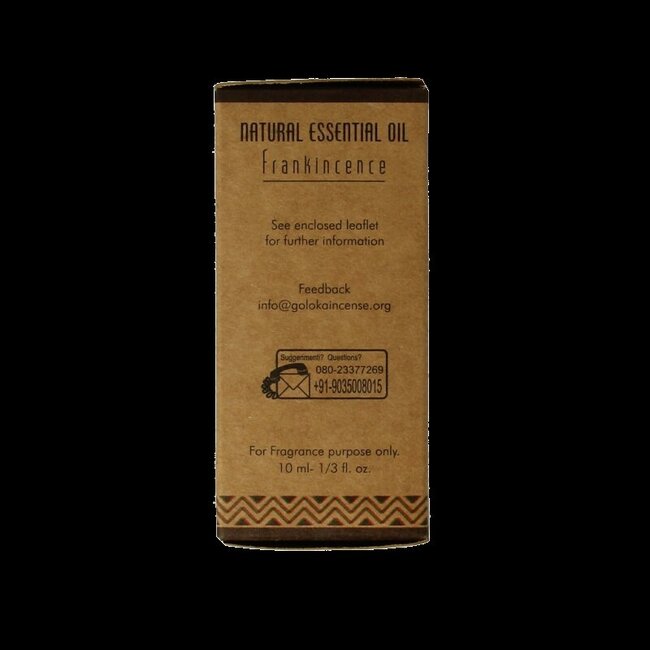 NATURAL ESSENTIAL OIL
Frankincence
See enclosed leaflet
for further information
Feedback
info@golokaincense.org
Suggenment!? Questions?
080-23377269
+91-9035008015
For Fragrance purpose only.
10 ml- 1/3 fl. oz.